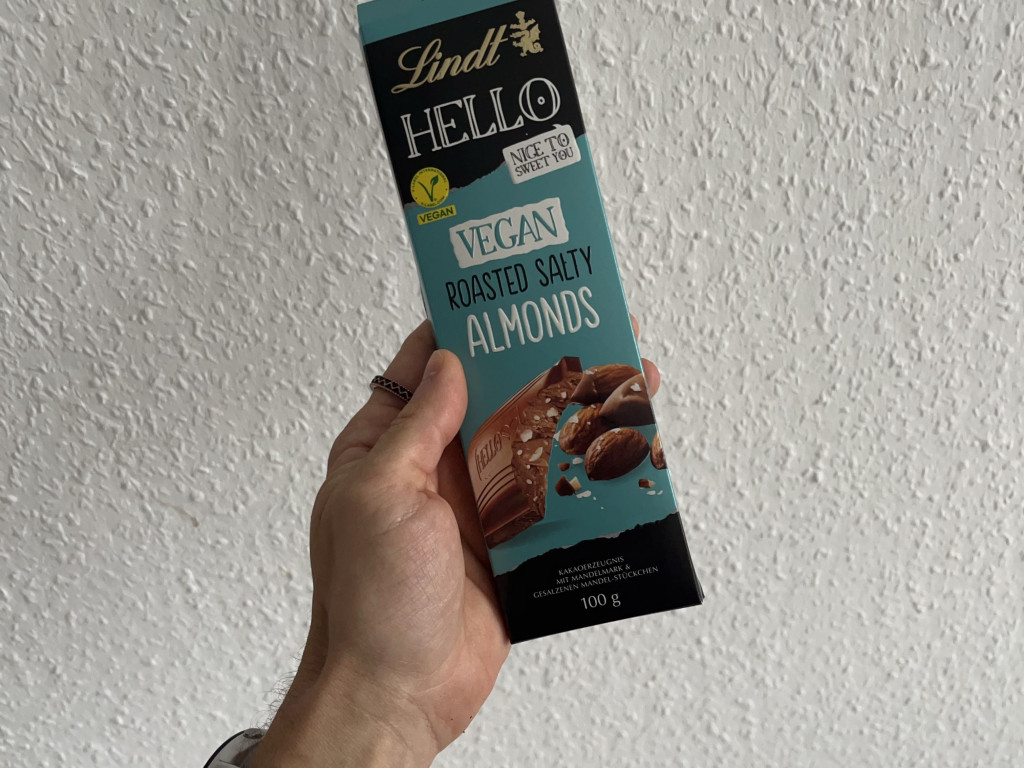 Lindt
HELLO
NICE TO
SWEET YOU
VEGAN
VEGAN
ROASTED SALTY
ALMONDS
HELLO
KAKAOERZEUGNIS
MIT MANDELMARK &
GESALZENEN MANDEL-STÜCKCHEN
100 g